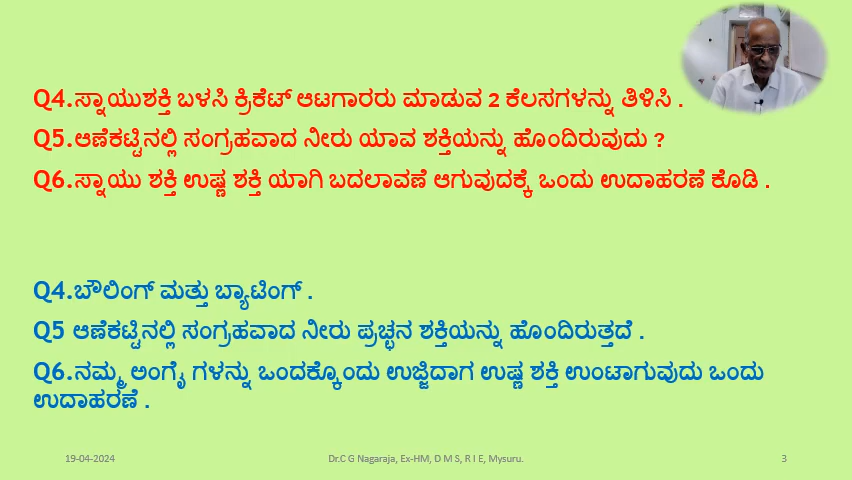 Q4.ಸ್ನಾಯುಶಕ್ತಿ ಬಳಸಿ ಕ್ರಿಕೆಟ್ ಆಟಗಾರರು ಮಾಡುವ 2 ಕೆಲಸಗಳನ್ನು ತಿಳಿಸಿ .
Q5.ಆಣೆಕಟ್ಟಿನಲ್ಲಿ ಸಂಗ್ರಹವಾದ ನೀರು ಯಾವ ಶಕ್ತಿಯನ್ನು ಹೊಂದಿರುವುದು ?
Q6.ಸ್ನಾಯು ಶಕ್ತಿ ಉಷ್ಣ ಶಕ್ತಿ ಯಾಗಿ ಬದಲಾವಣೆ ಆಗುವುದಕ್ಕೆ ಒಂದು ಉದಾಹರಣೆ ಕೊಡಿ .
Q4.ಬೌಲಿಂಗ್ ಮತ್ತು ಬ್ಯಾಟಿಂಗ್ .
Q5 ಆಣೆಕಟ್ಟಿನಲ್ಲಿ ಸಂಗ್ರಹವಾದ ನೀರು ಪ್ರಚ್ಛನ ಶಕ್ತಿಯನ್ನು ಹೊಂದಿರುತ್ತದೆ .
Q6.ನಮ್ಮ ಅಂಗೈ ಗಳನ್ನು ಒಂದಕ್ಕೊಂದು ಉಜ್ಜಿದಾಗ ಉಷ್ಣ ಶಕ್ತಿ ಉಂಟಾಗುವುದು ಒಂದು
ಉದಾಹರಣೆ .
19-04-2024 Dr.C G Nagaraja, Ex-HM, D M S, R I E, Mysuru. 3